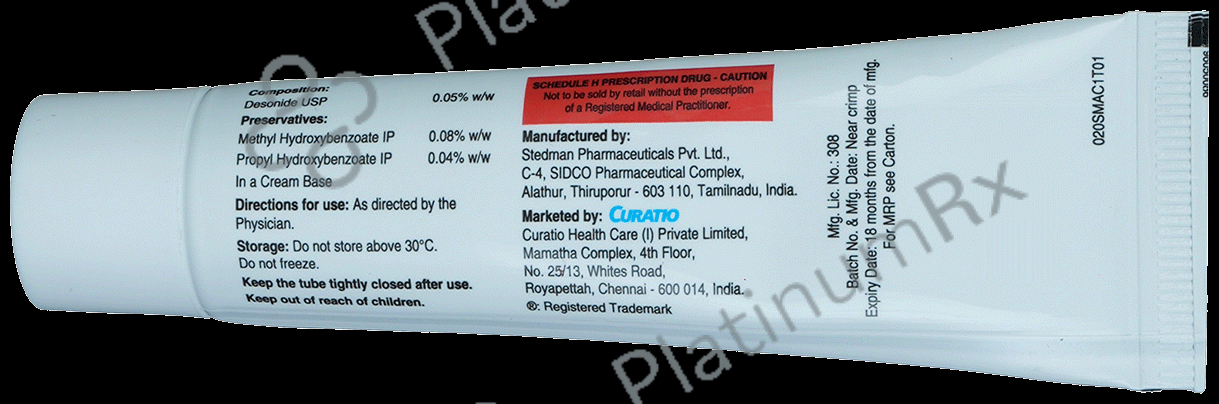 Composition:
Desonide USP 0.05% w/w
Preservatives:
Methyl Hydroxybenzoate IP 0.08% w/w
Propyl Hydroxybenzoate IP 0.04% w/w
In a Cream Base
Directions for use: As directed by the
Physician.
Storage: Do not store above 30°C.
Do not freeze.
Keep the tube tightly closed after use.
Keep out of reach of children.
SCHEDULE H PRESCRIPTION DRUG - CAUTION
Not to be sold by retail without the prescription
of a Registered Medical Practitioner.
Manufactured by:
Stedman Pharmaceuticals Pvt. Ltd.,
C-4, SIDCO Pharmaceutical Complex,
Alathur, Thiruporur - 603 110, Tamilnadu, India.
Marketed by: CURATIO
Curatio Health Care (I) Private Limited,
Mamatha Complex, 4th Floor,
No. 25/13, Whites Road,
Royapettah, Chennai - 600 014, India.
®: Registered Trademark
Mfg. Lic. No.: 308
Batch No. & Mfg. Date: Near crimp
Expiry Date: 18 months from the date of mfg.
For MRP see Carton.
020SMAC1T01
Platin
PlatinumRx